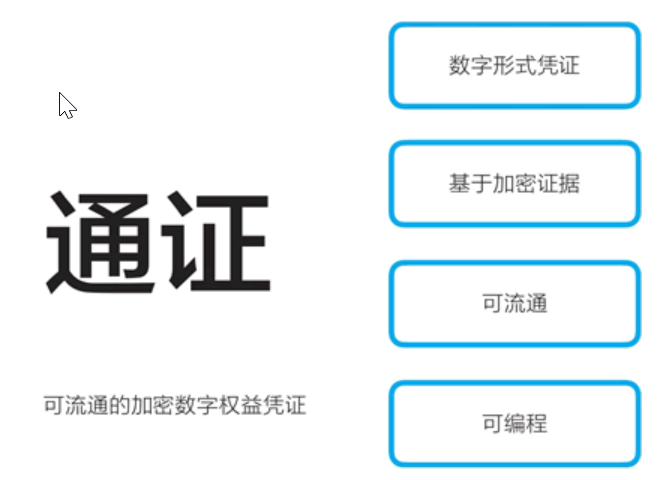 通证
可流通的加密数字权益凭证
数字形式凭证
基于加密证据
可流通
可编程